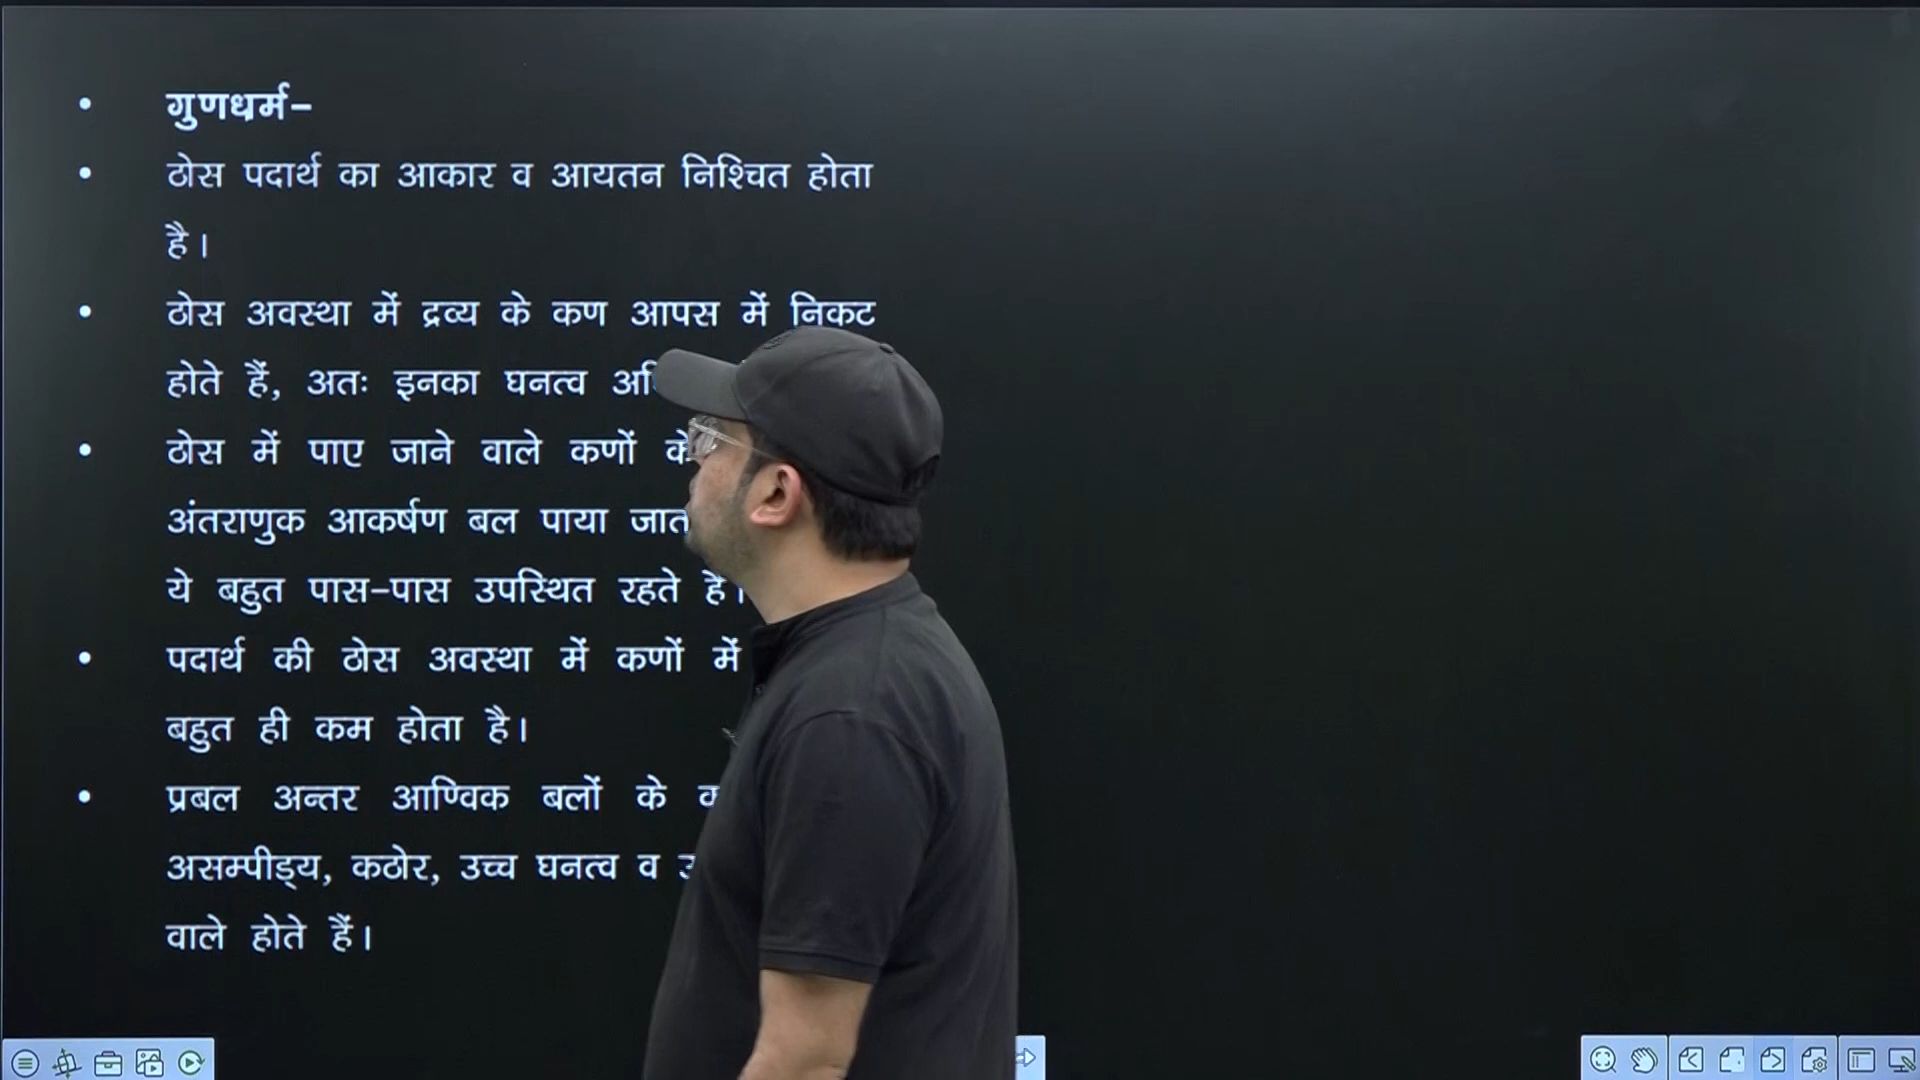 गुणधर्म–
ठोस पदार्थ का आकार व आयतन निश्चित होता
है।
ठोस अवस्था में द्रव्य के कण आपस में निकट
होते हैं, अतः इनका घनत्व
ठोस में पाए जाने वाले कणों के
अंतराणुक आकर्षण बल पाया
ये बहुत पास–पास उपस्थित रहते हैं।
पदार्थ की ठोस अवस्था में कणों में
बहुत ही कम होता है।
प्रबल अन्तर आण्विक बलों के
असम्पीड्य, कठोर, उच्च घनत्व व
वाले होते हैं।